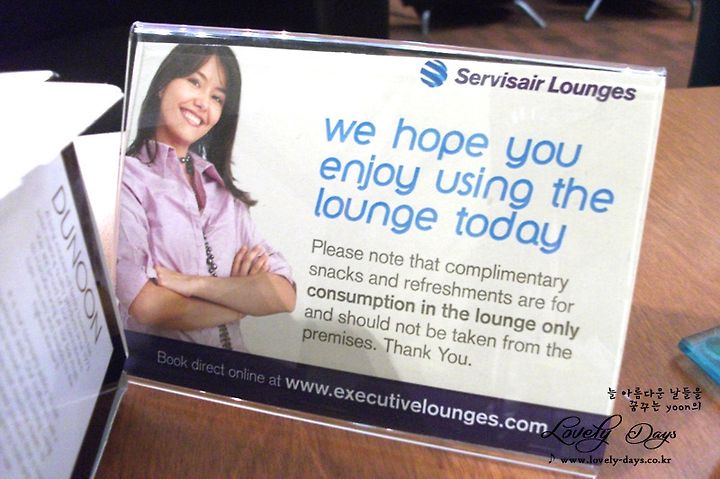 Servisair Lounges
we hope you
enjoy using the
lounge today
Please note that complimentary
snacks and refreshments are for
consumption in the lounge only
and should not be taken from the
premises. Thank You.
Book direct online at www.executivelounges.com
DUNOON
늘 아름다운 날들을
꿈꾸는 yoon의
Lovely Days
♪ www.lovely-days.co.kr